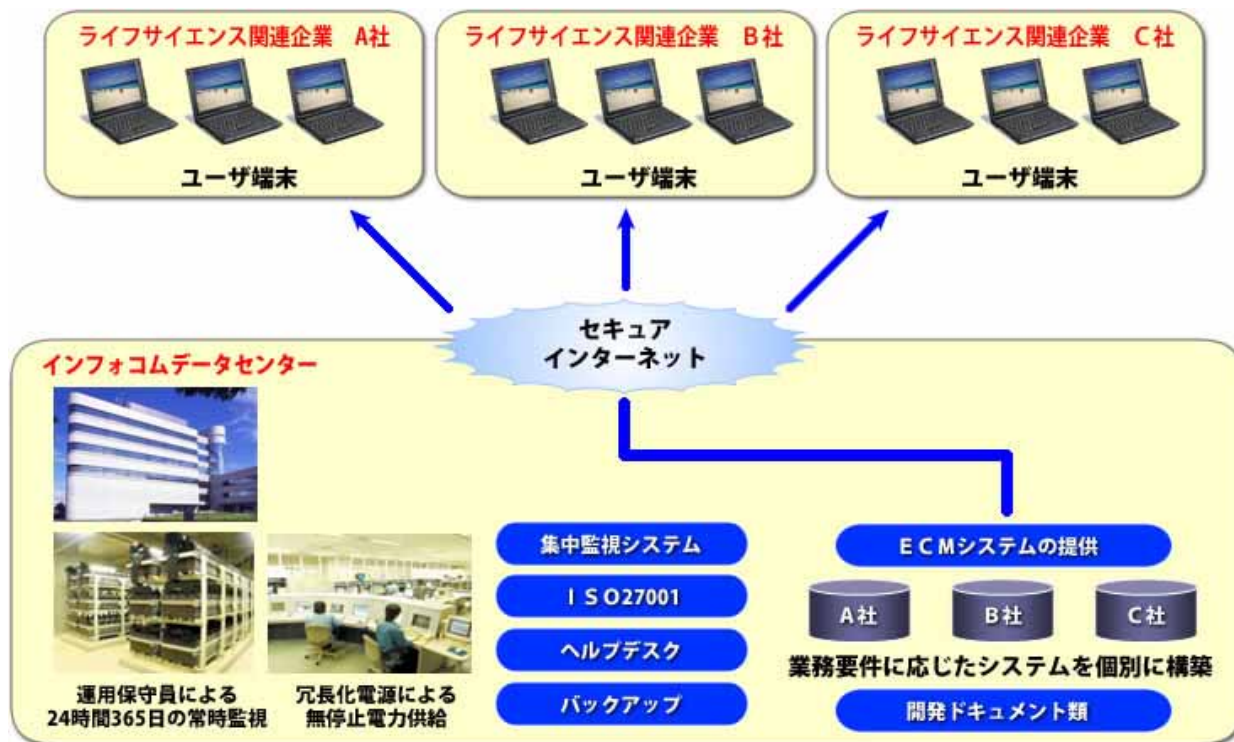 ライフサイエンス関連企業　A社
ライフサイエンス関連企業　B社
ライフサイエンス関連企業　C社
ユーザ端末
ユーザ端末
ユーザ端末
セキュア
インターネット
インフォコムデータセンター
運用保守員による
24時間365日の常時監視
冗長化電源による
無停止電力供給
集中監視システム
ＩＳＯ27001
ヘルプデスク
バックアップ
ＥＣＭシステムの提供
A社
B社
C社
業務要件に応じたシステムを個別に構築
開発ドキュメント類